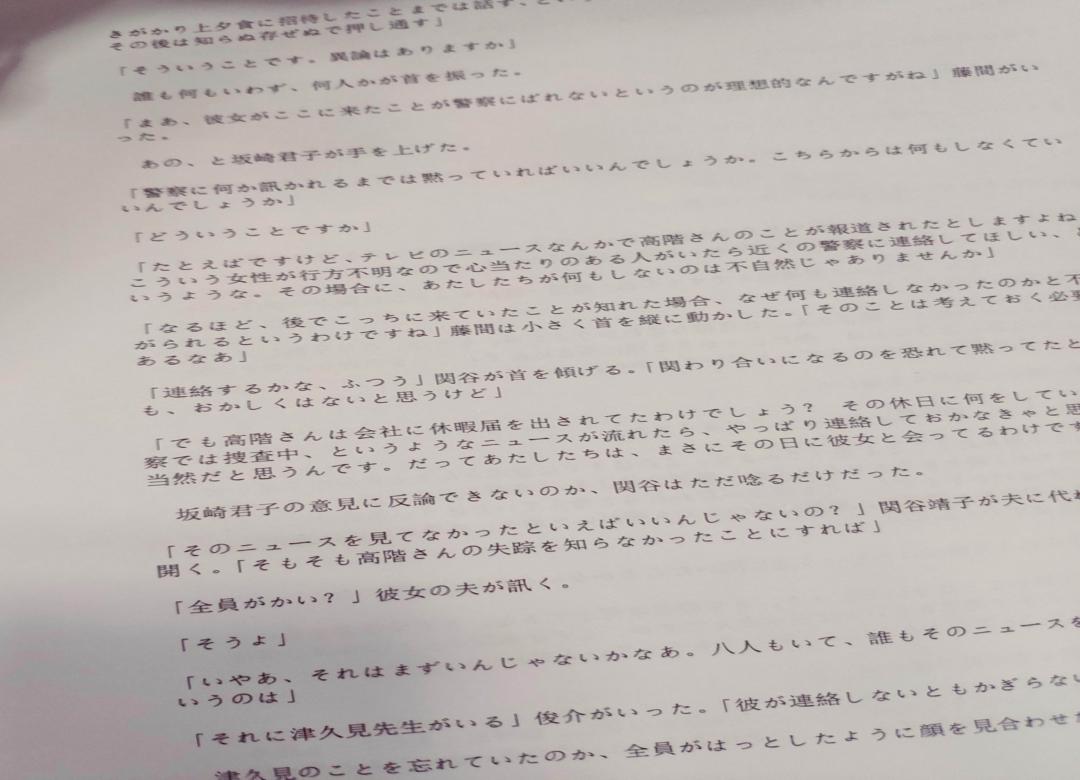 きがかり上夕食に招待したことまでは話す、
その後は知らぬ存ぜぬで押し通す」
「そういうことです。異論はありますか」
誰も何もいわず、何人かが首を振った。
「まあ、彼女がここに来たことが警察にばれないというのが理想的なんですがね」藤間がい
った。
あの、と坂崎君子が手を上げた。
「警察に何か訊かれるまでは黙っていればいいんでしょうか。こちらからは何もしなくてい
いんでしょうか」
「どういうことですか」
「たとえばですけど、テレビのニュースなんかで高階さんのことが報道されたとしますよね
こういう女性が行方不明なので心当たりのある人がいたら近くの警察に連絡してほしい、
いうような。その場合に、あたしたちが何もしないのは不自然じゃありませんか」
「なるほど、後でこっちに来ていたことが知れた場合、なぜ何も連絡しなかったのかと不
がられるというわけですね」藤間は小さく首を縦に動かした。「そのことは考えておく必要
あるなあ」
「連絡するかな、ふつう」関谷が首を傾げる。「関わり合いになるのを恐れて黙ってたと
も、おかしくはないと思うけど」
「でも高階さんは会社に休暇届を出されてたわけでしょう? その休日に何をしてい
察では捜査中、というようなニュースが流れたら、やっぱり連絡しておかなきゃと思
当然だと思うんです。だってあたしたちは、まさにその日に彼女と会ってるわけです
坂崎君子の意見に反論できないのか、関谷はただ唸るだけだった。
「そのニュースを見てなかったといえばいいんじゃないの?」関谷靖子が夫に代わ
開く。「そもそも高階さんの失踪を知らなかったことにすれば」
「全員がかい?」彼女の夫が訊く。
「そうよ」
「いやあ、それはまずいんじゃないかなあ。八人もいて、誰もそのニュースを
いうのは」
「それに津久見先生がいる」俊介がいった。「彼が連絡しないともかぎらない
津久見のことを忘れていたのか、全員がはっとしたように顔を見合わせた